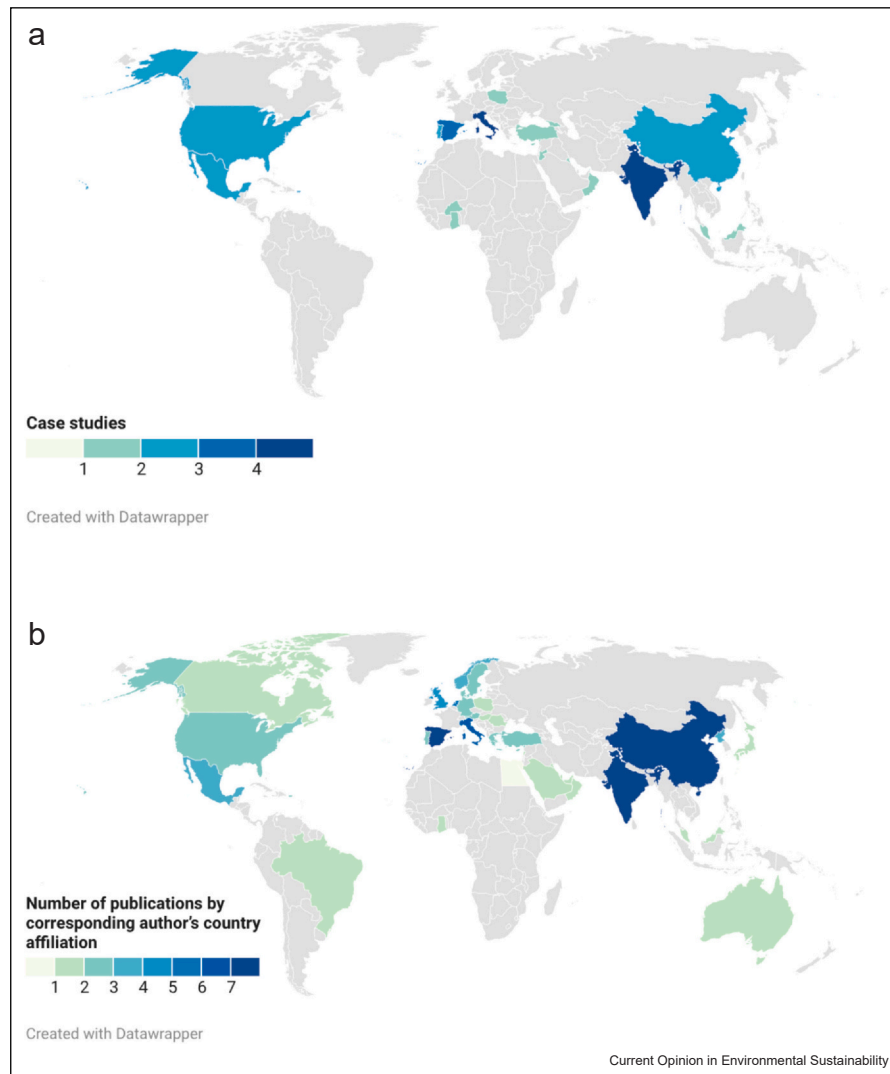 a
Case studies
1 2 3 4
Created with Datawrapper
b
Number of publications by
corresponding author's country
affiliation
1 2 3 4 5 6 7
Created with Datawrapper
Current Opinion in Environmental Sustainability